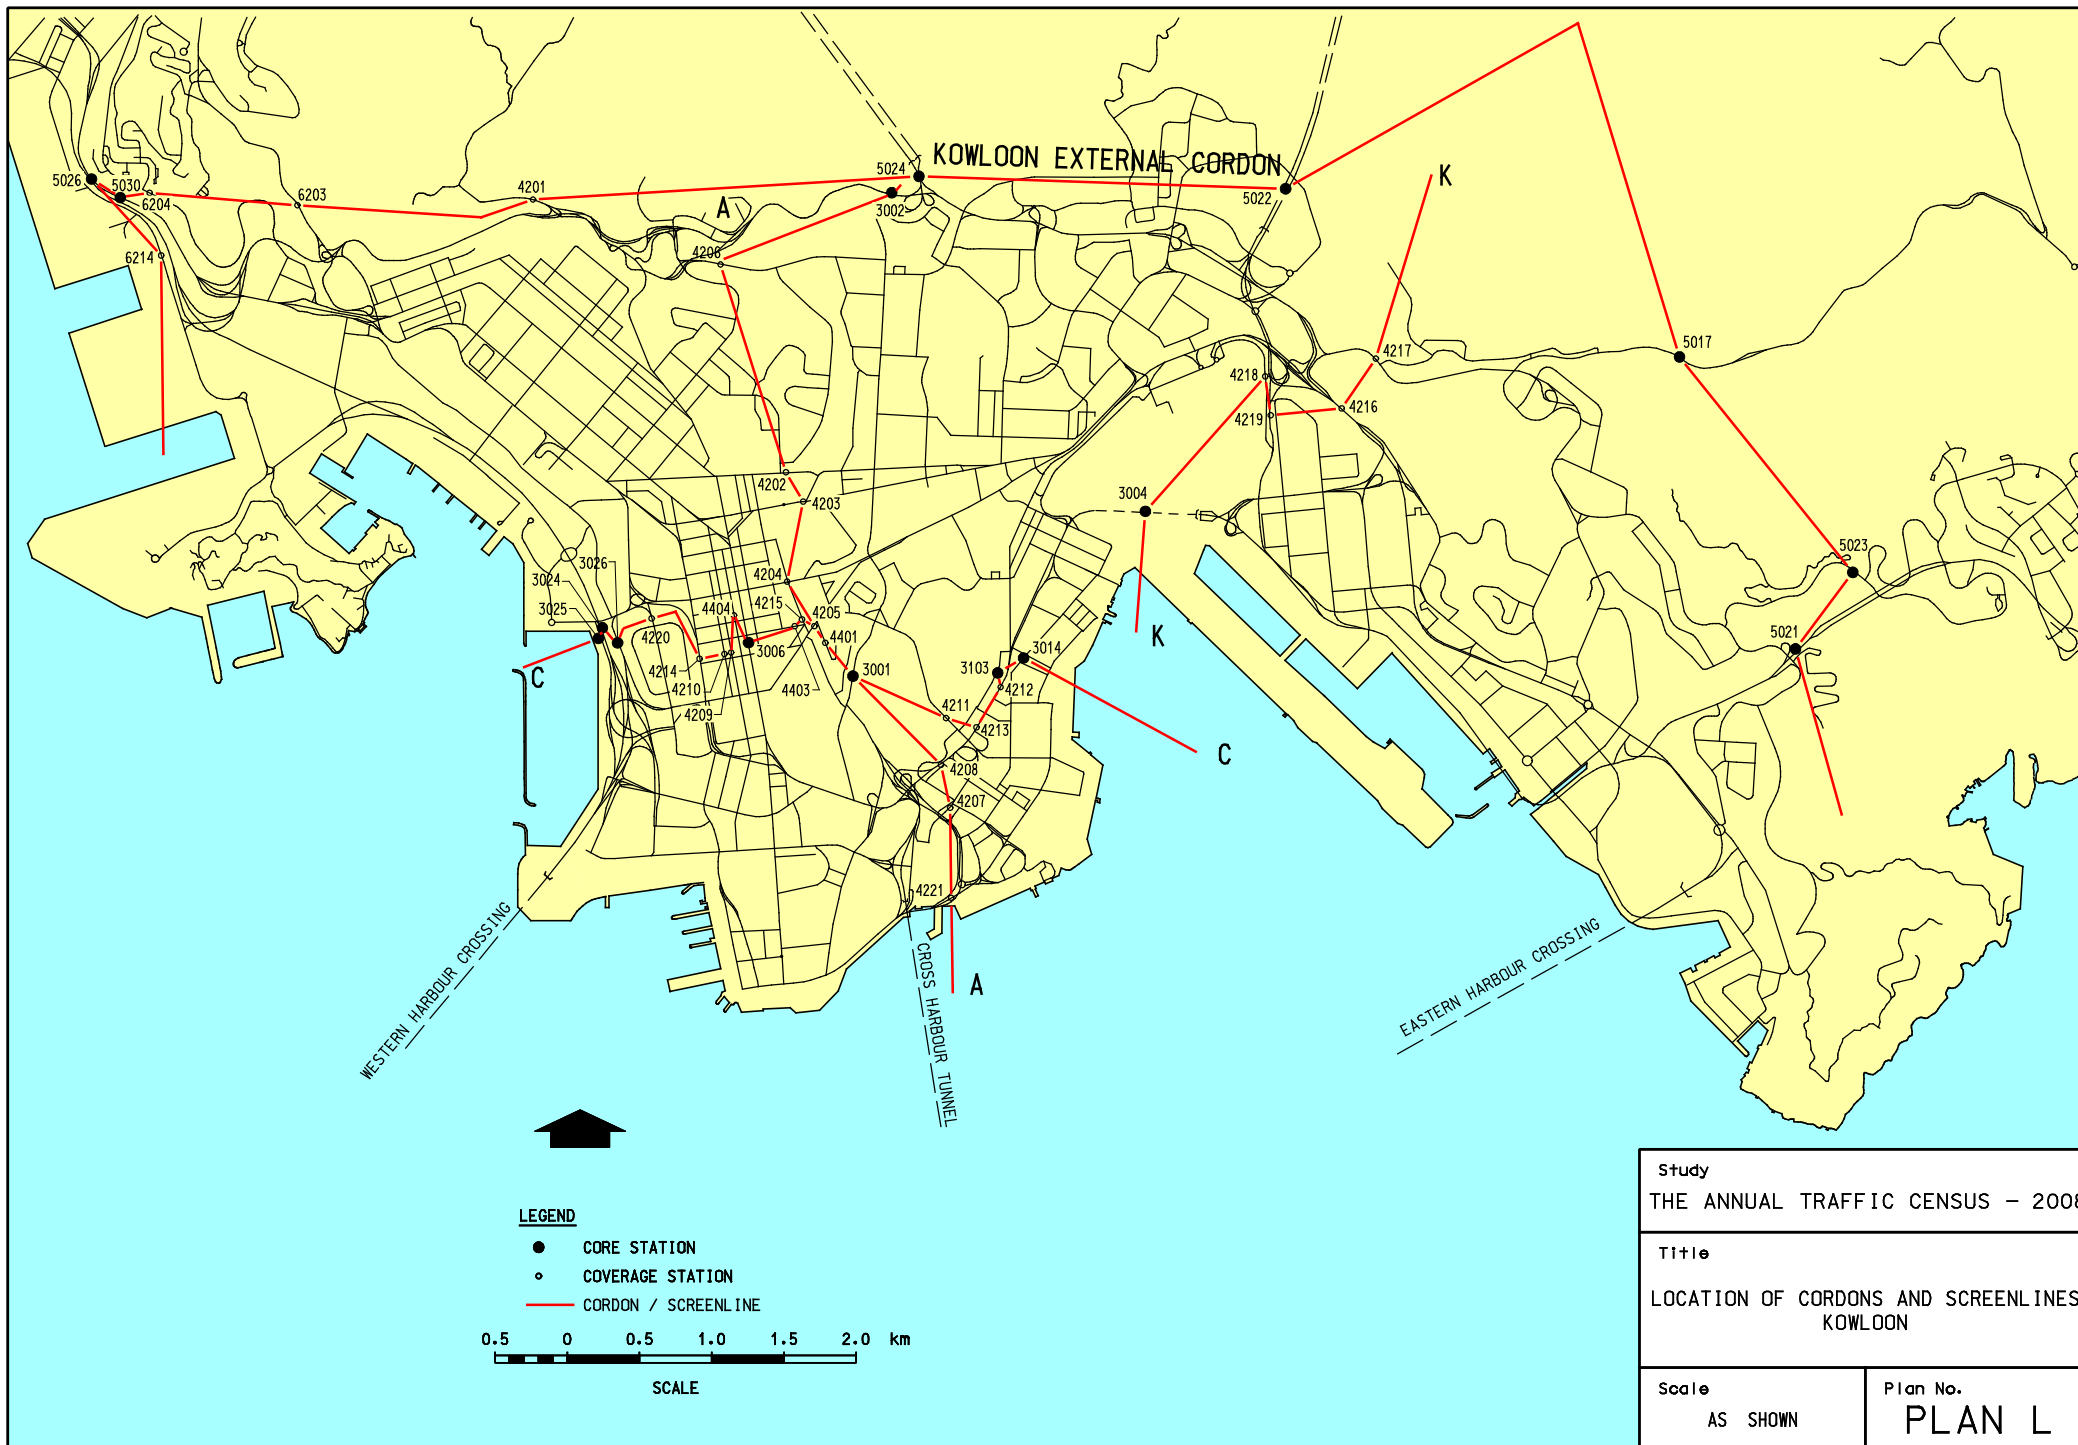 KOWLOON EXTERNAL CORDON
5026
5030
6204
6203
4201
5024
3002
5022
A
K
4206
6214
4217
5017
4218
4216
4219
4202
4203
3004
5023
3026
3024
3025
4204
4404
4215
4205
4220
4401
3006
4214
4210
4403
4209
3001
3103
3014
4212
4211
4213
K
C
C
5021
4208
4207
4221
A
WESTERN HARBOUR CROSSING
CROSS HARBOUR TUNNEL
EASTERN HARBOUR CROSSING
LEGEND
CORE STATION
COVERAGE STATION
CORDON / SCREENLINE
0.5 0 0.5 1.0 1.5 2.0 km
SCALE
Study
THE ANNUAL TRAFFIC CENSUS - 2008
Title
LOCATION OF CORDONS AND SCREENLINES
KOWLOON
Scale
AS SHOWN
Plan No.
PLAN L